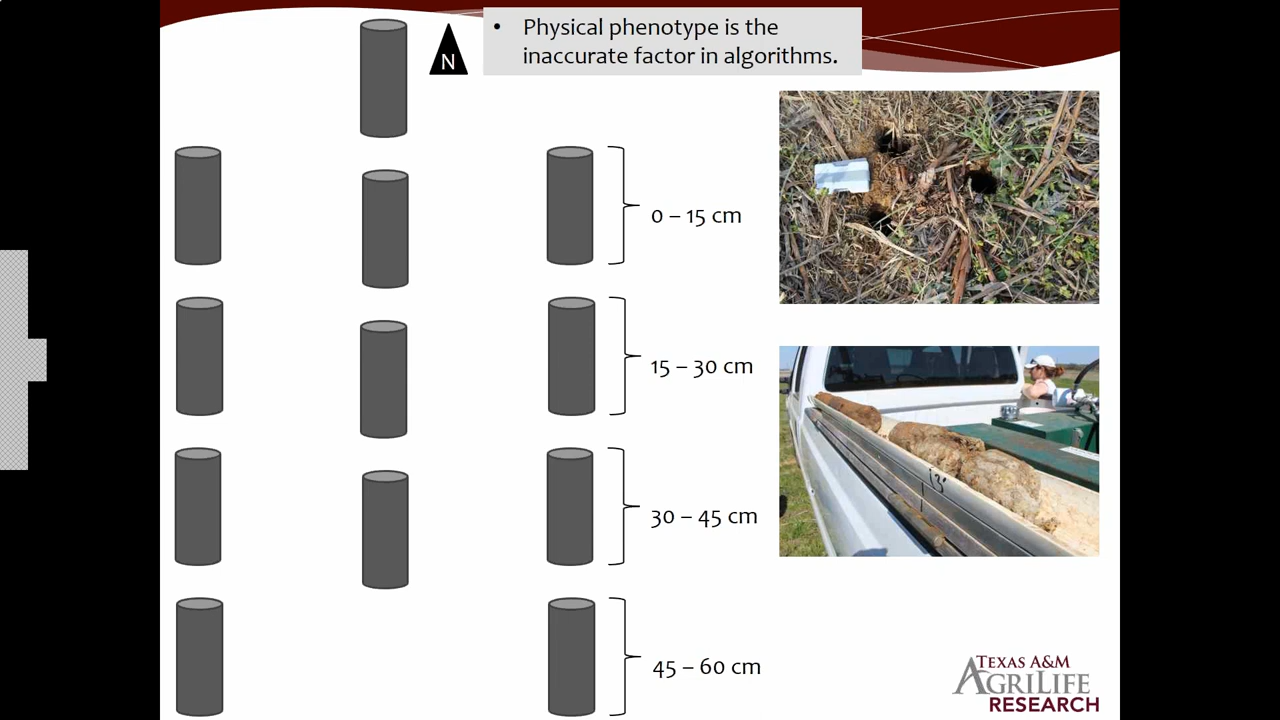 • Physical phenotype is the
inaccurate factor in algorithms.
N
0 – 15 cm
15 – 30 cm
30 – 45 cm
45 – 60 cm
TEXAS A&M
AGRILIFE
RESEARCH